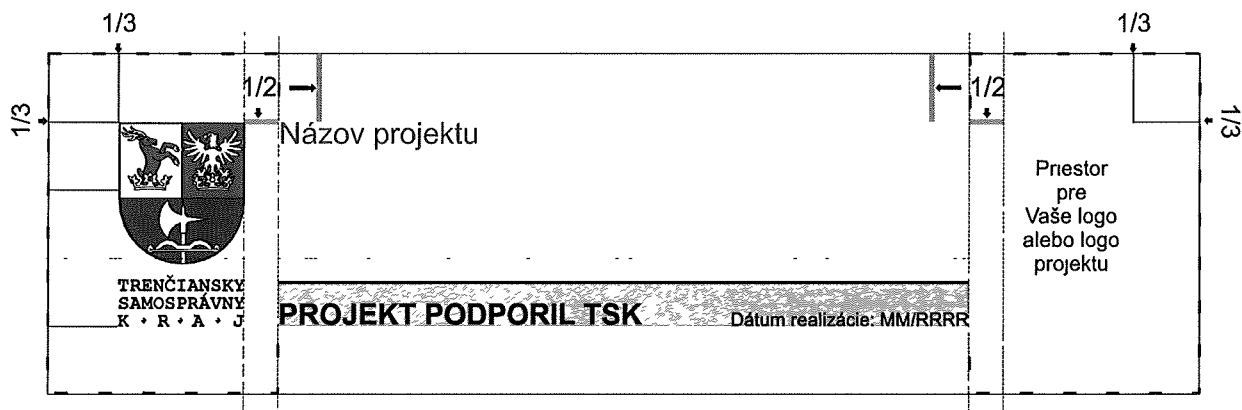 1/3
1/3
1/2
1/2
1/3
1/3
Názov projektu
Priestor
pre
Vaše logo
alebo logo
projektu
TRENČIANSKY
SAMOSPRÁVNY
K • R • A • J
PROJEKT PODPORIL TSK
Dátum realizácie: MM/RRRR